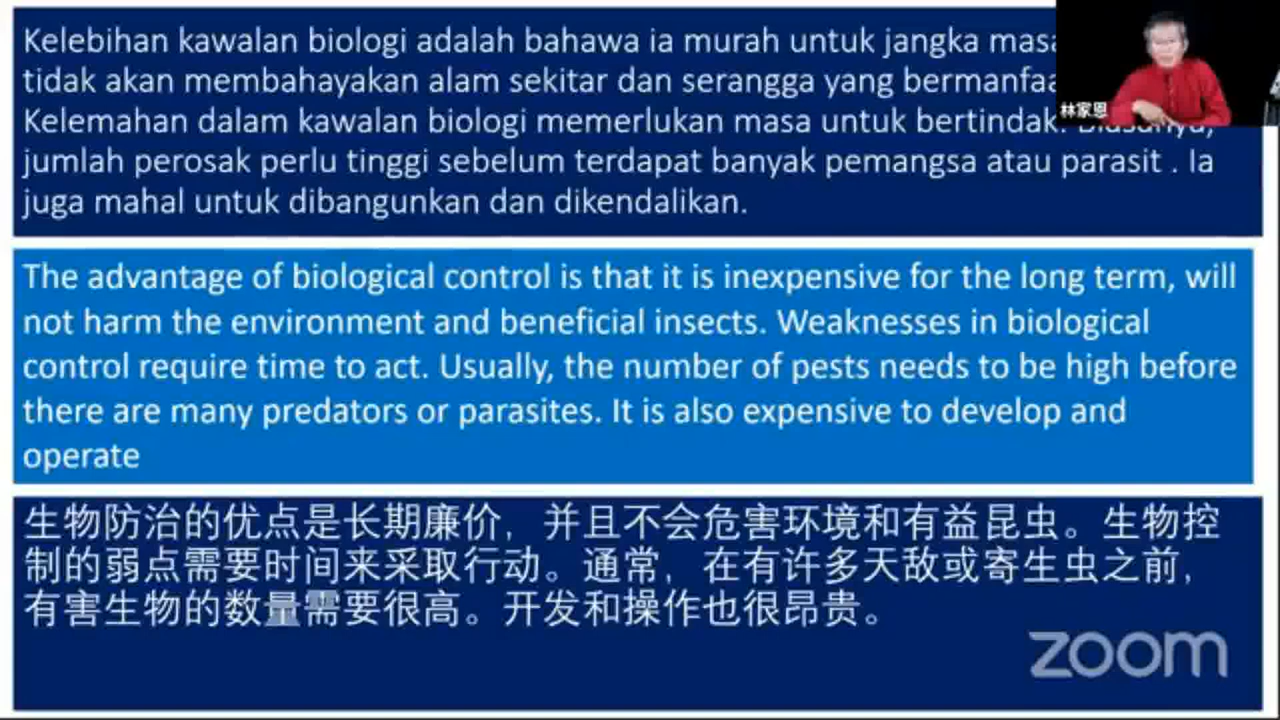 Kelebihan kawalan biologi adalah bahawa ia murah untuk jangka masa
tidak akan membahayakan alam sekitar dan serangga yang
Kelemahan dalam kawalan biologi memerlukan masa untuk bertindak.
jumlah perosak perlu tinggi sebelum terdapat banyak pemangsa atau parasit . Ia
juga mahal untuk dibangunkan dan dikendalikan.
林家恩
The advantage of biological control is that it is inexpensive for the long term, will
not harm the environment and beneficial insects. Weaknesses in biological
control require time to act. Usually, the number of pests needs to be high before
there are many predators or parasites. It is also expensive to develop and
operate
生物防治的优点是长期廉价，并且不会危害环境和有益昆虫。生物控
制的弱点需要时间来采取行动。通常，在有许多天敌或寄生虫之前，
有害生物的数量需要很高。开发和操作也很昂贵。
zoom